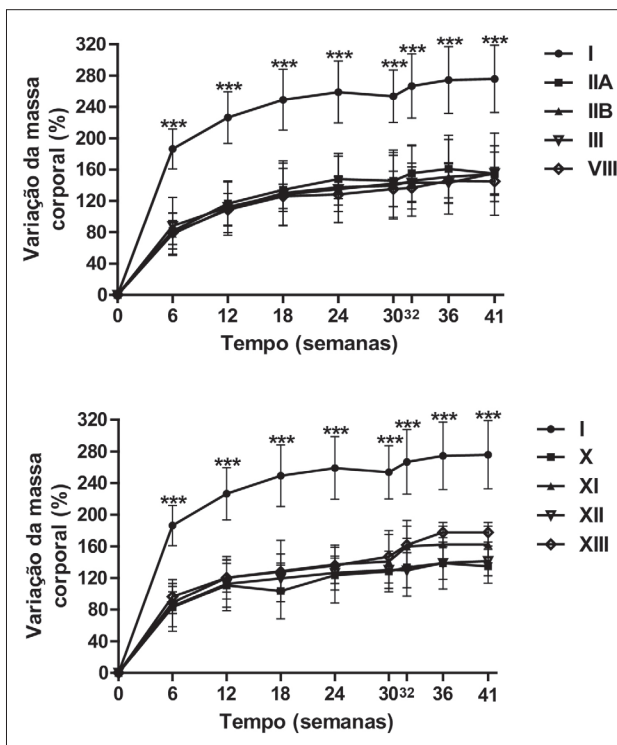 Variação da massa
corporal (%)
320
280
240
200
160
120
80
40
0
*** *** *** *** *** *** *** ***
0 6 12 18 24 30 32 36 41
Tempo (semanas)
I
IIA
IIB
III
VIII
Variação da massa
corporal (%)
320
280
240
200
160
120
80
40
0
*** *** *** *** *** *** *** ***
0 6 12 18 24 30 32 36 41
Tempo (semanas)
I
X
XI
XII
XIII